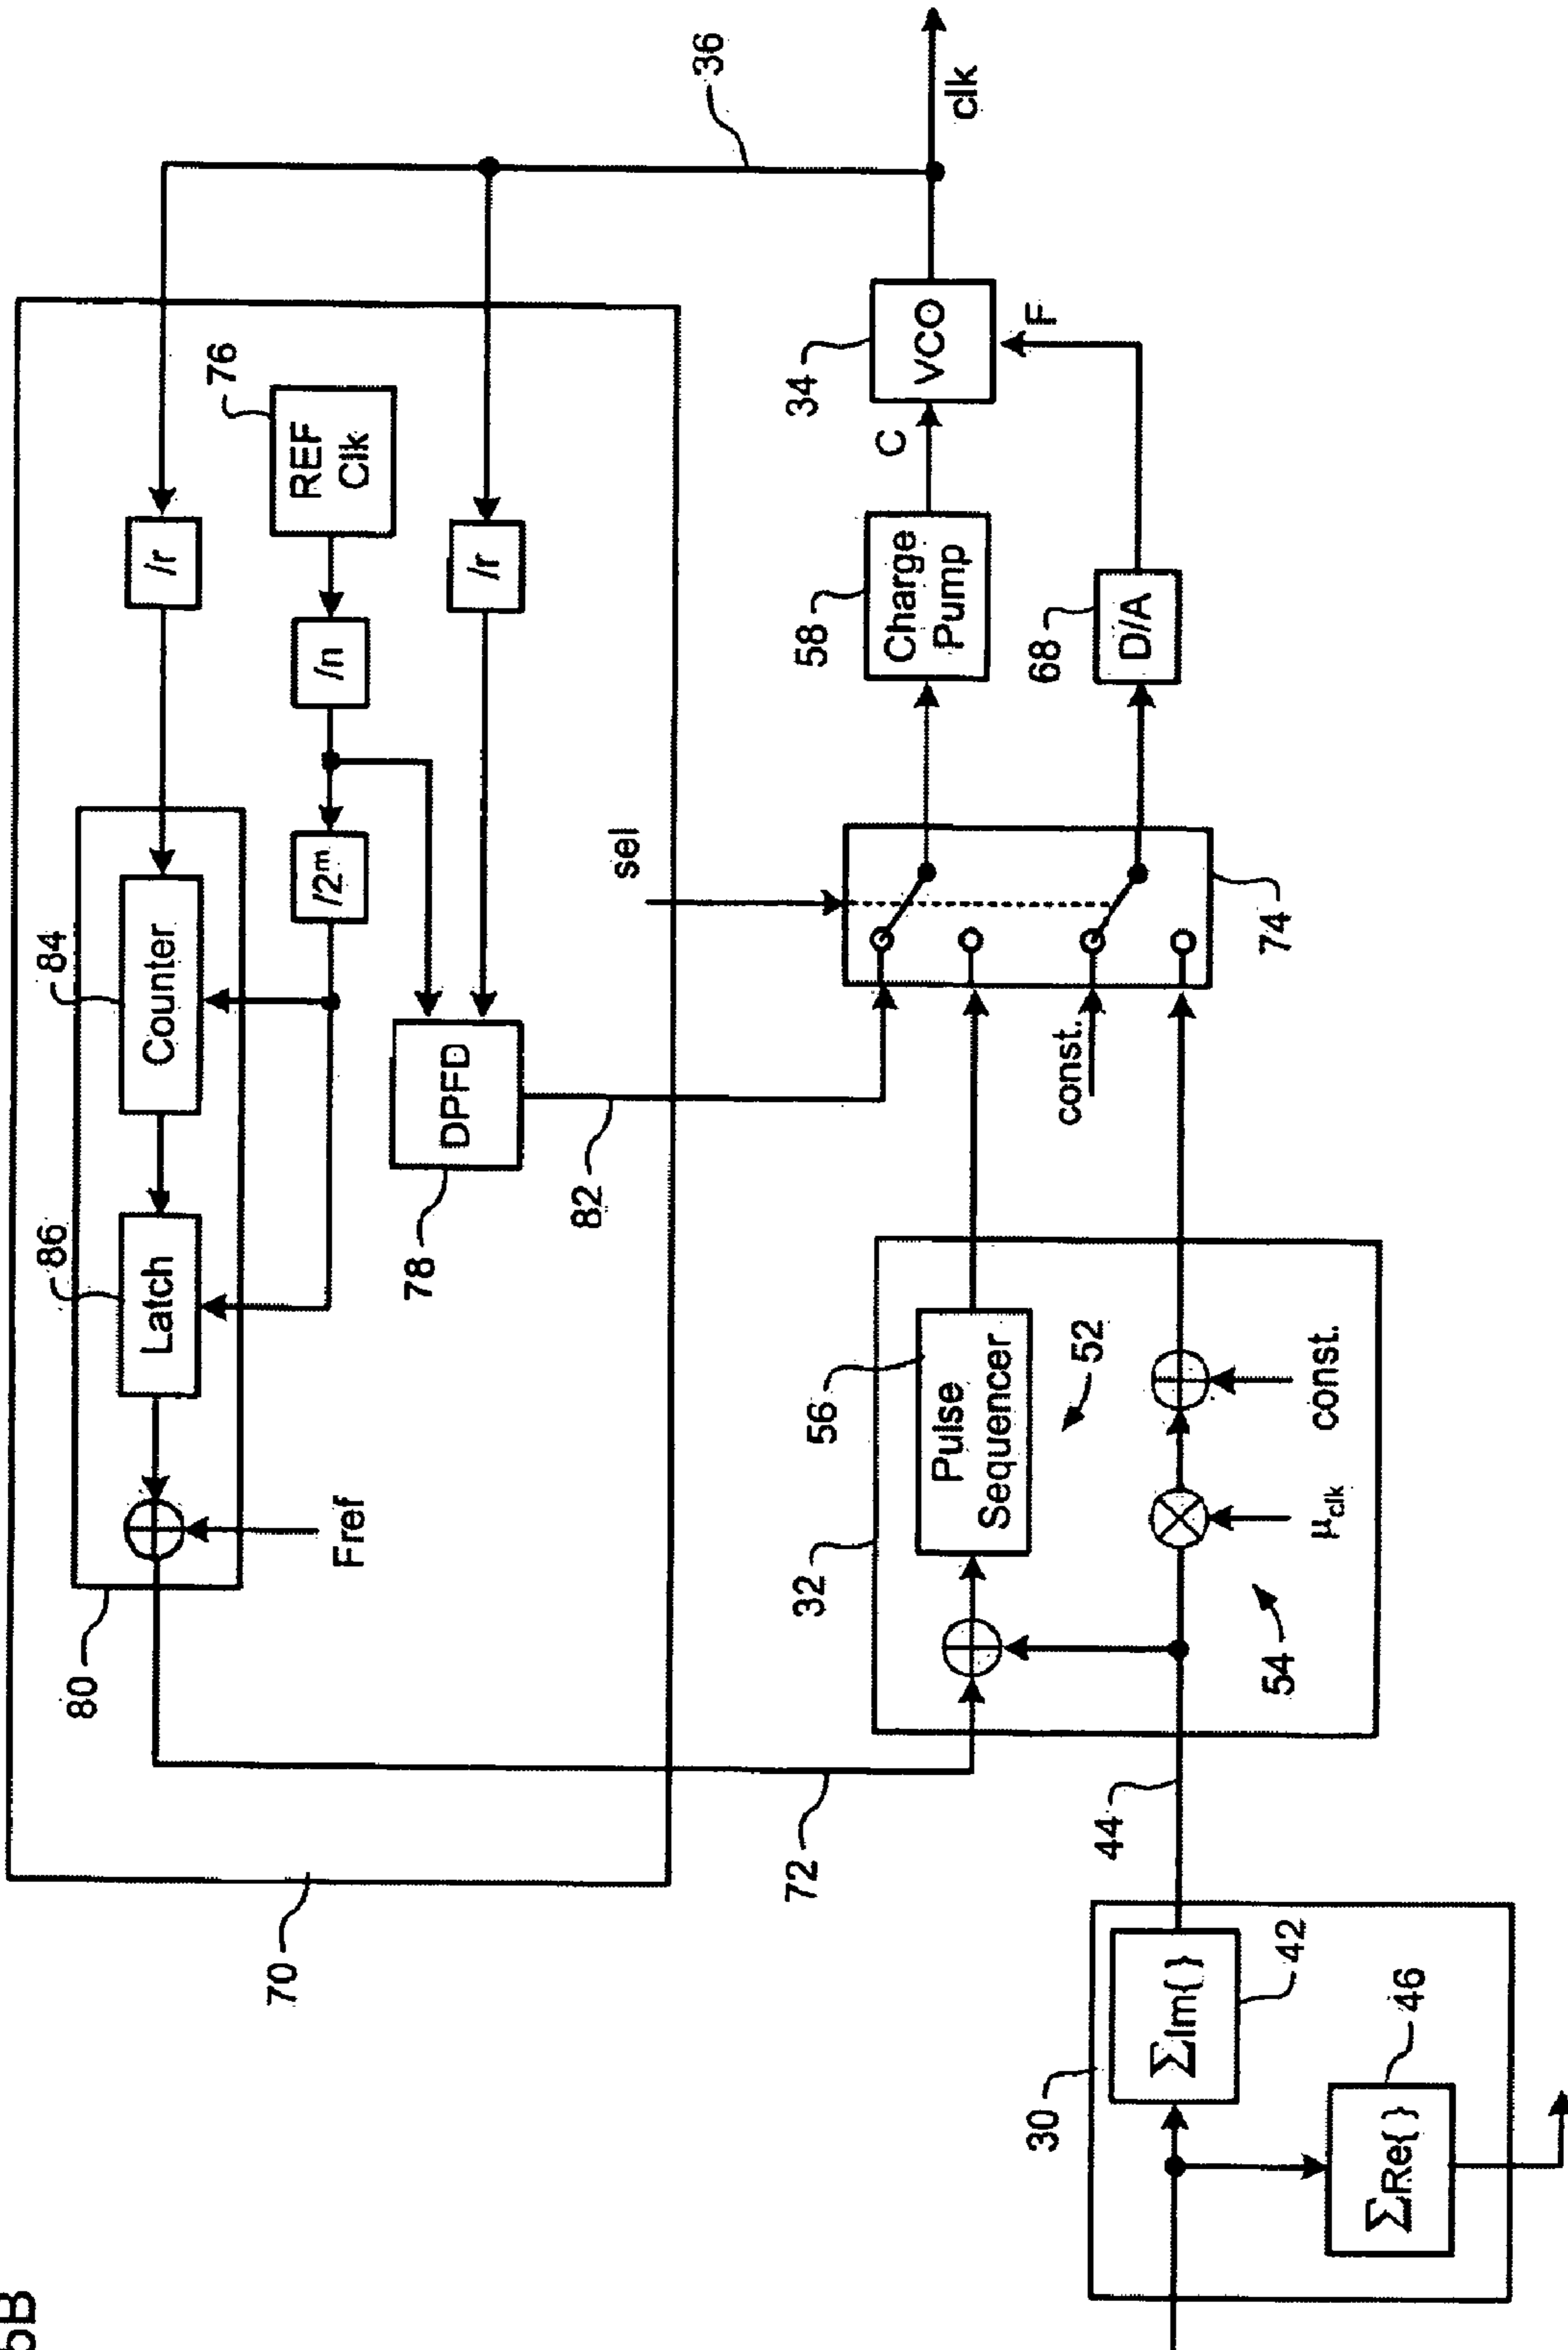 6B
70
80
86
Latch
84
Counter
/r
Fref
/2ᵐ
/n
REF
Clk
76
78
DPFD
/r
36
82
sel
72
32
56
Pulse
Sequencer
52
54
μclk
const.
const.
74
58
Charge
Pump
C
34
VCO
clk
68
D/A
F
44
30
ΣIm{ }
42
ΣRe{ }
46